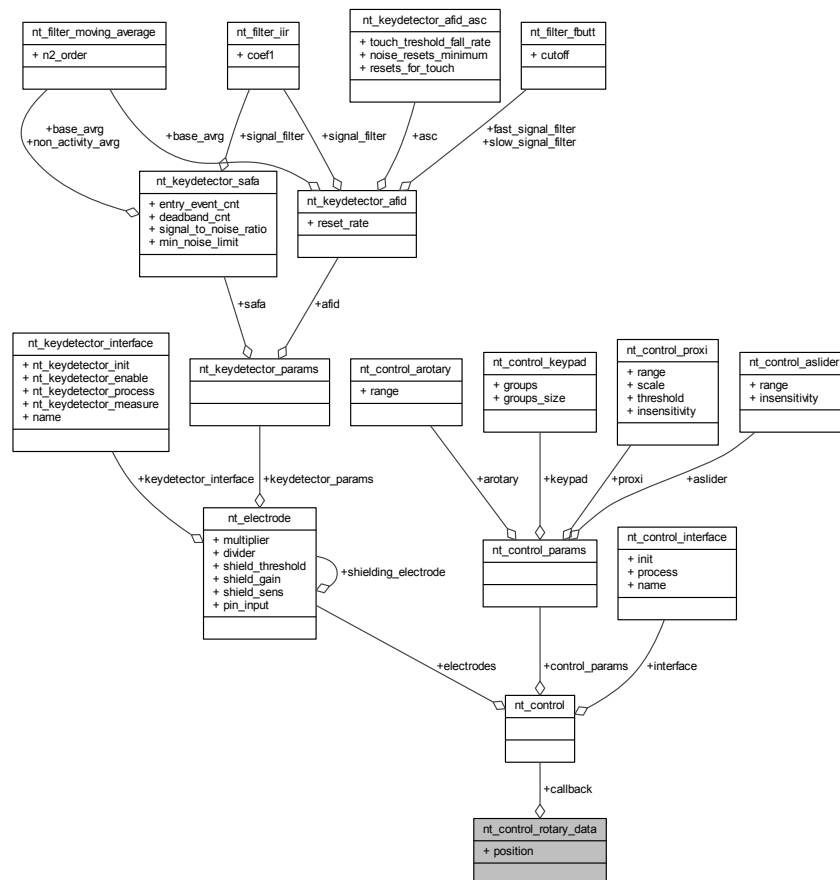 nt_filter_moving_average
+ n2_order
nt_filter_iir
+ coef1
nt_keydetector_afid_asc
+ touch_treshold_fall_rate
+ noise_resets_minimum
+ resets_for_touch
nt_filter_fbutt
+ cutoff
+base_avrg
+non_activity_avrg
+base_avrg
+signal_filter
+signal_filter
+asc
+fast_signal_filter
+slow_signal_filter
nt_keydetector_safa
+ entry_event_cnt
+ deadband_cnt
+ signal_to_noise_ratio
+ min_noise_limit
nt_keydetector_afid
+ reset_rate
+safa
+afid
nt_keydetector_interface
+ nt_keydetector_init
+ nt_keydetector_enable
+ nt_keydetector_process
+ nt_keydetector_measure
+ name
nt_keydetector_params
nt_control_arotary
+ range
nt_control_keypad
+ groups
+ groups_size
nt_control_proxi
+ range
+ scale
+ threshold
+ insensitivity
nt_control_aslider
+ range
+ insensitivity
+keydetector_interface
+keydetector_params
+arotary
+keypad
+proxi
+aslider
nt_electrode
+ multiplier
+ divider
+ shield_threshold
+ shield_gain
+ shield_sens
+ pin_input
+shielding_electrode
nt_control_params
nt_control_interface
+ init
+ process
+ name
+electrodes
+control_params
+interface
nt_control
+callback
nt_control_rotary_data
+ position